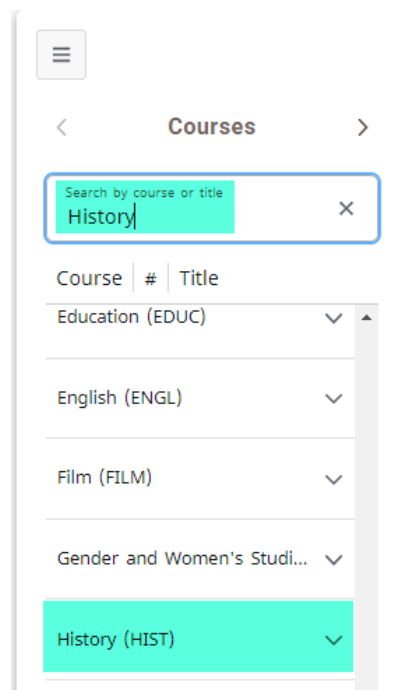 Courses
Search by course or title
History
Course # Title
Education (EDUC)
English (ENGL)
Film (FILM)
Gender and Women's Studi...
History (HIST)